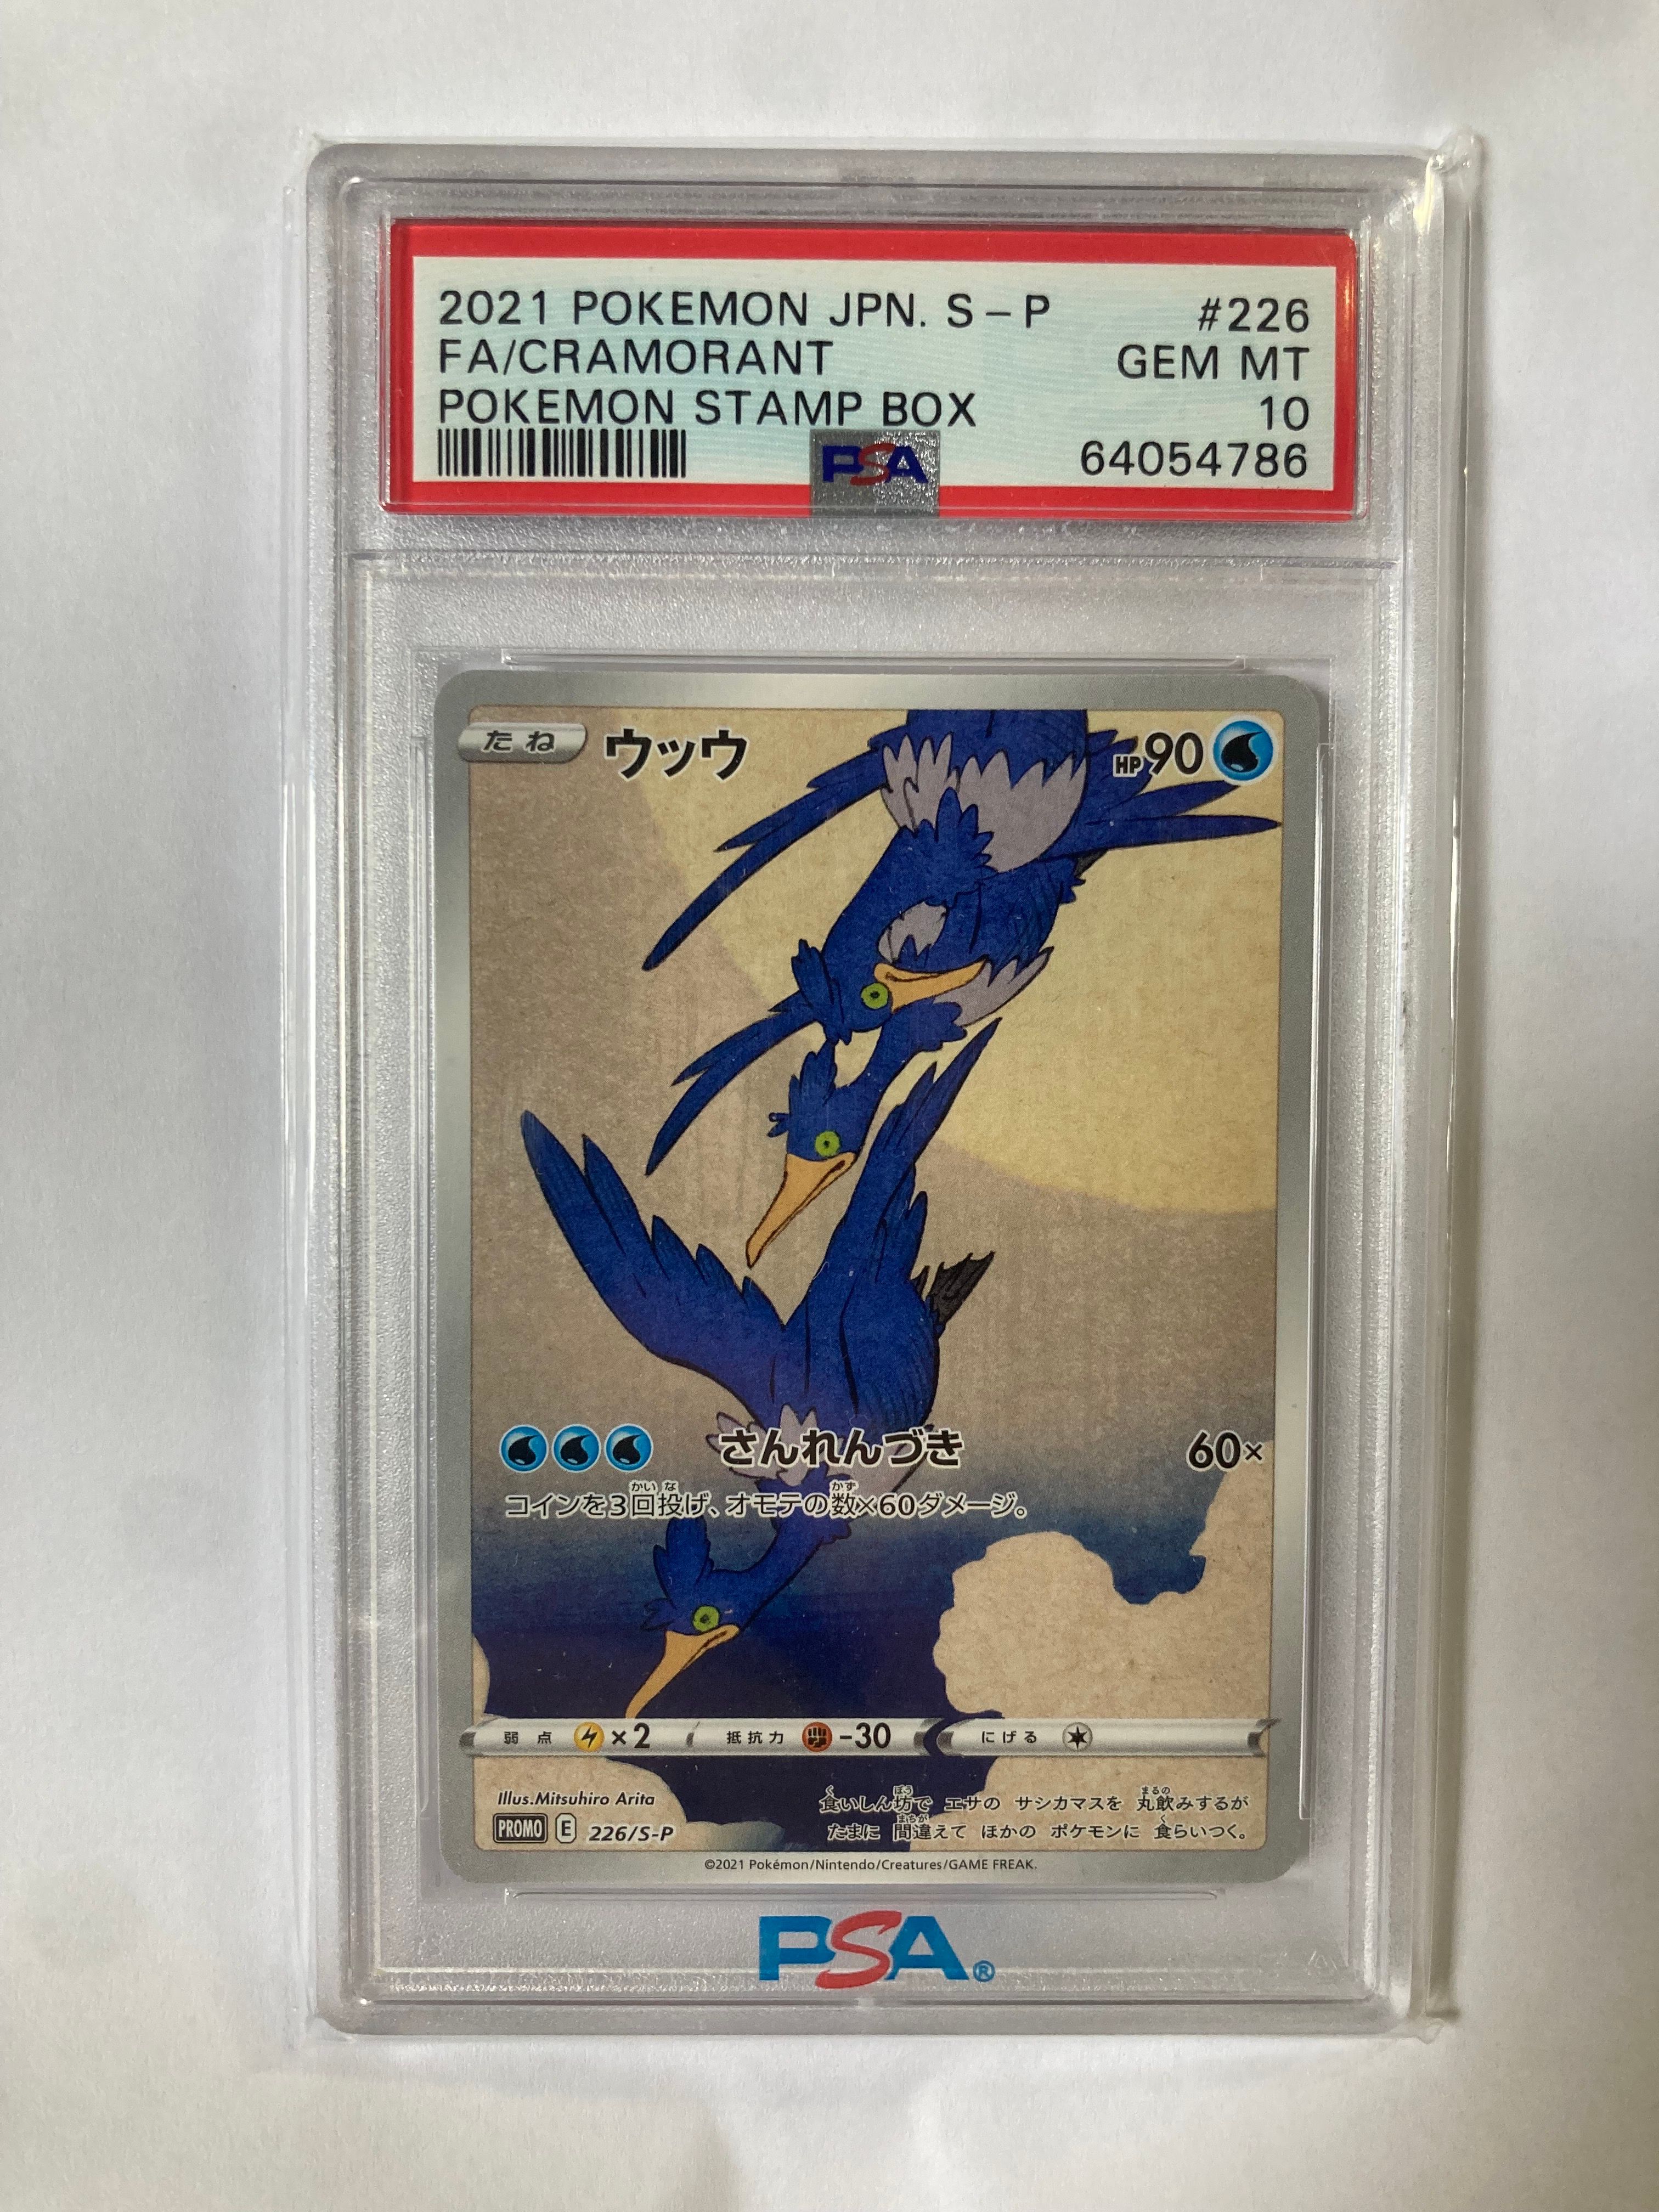 2021 POKEMON JPN. S-P #226
FA/CRAMORANT GEM MT
POKEMON STAMP BOX 10
PSA 64054786
たね ウッウ HP90
さんれんづき 60×
コインを3回投げ、オモテの数×60ダメージ。
弱点 ×2 抵抗力 -30 にげる
Illus.Mitsuhiro Arita
PROMO E 226/S-P
食いしん坊で エサの サシカマスを 丸飲みするが
たまに 間違えて ほかの ポケモンに 食らいつく。
©2021 Pokémon/Nintendo/Creatures/GAME FREAK.
PSA®